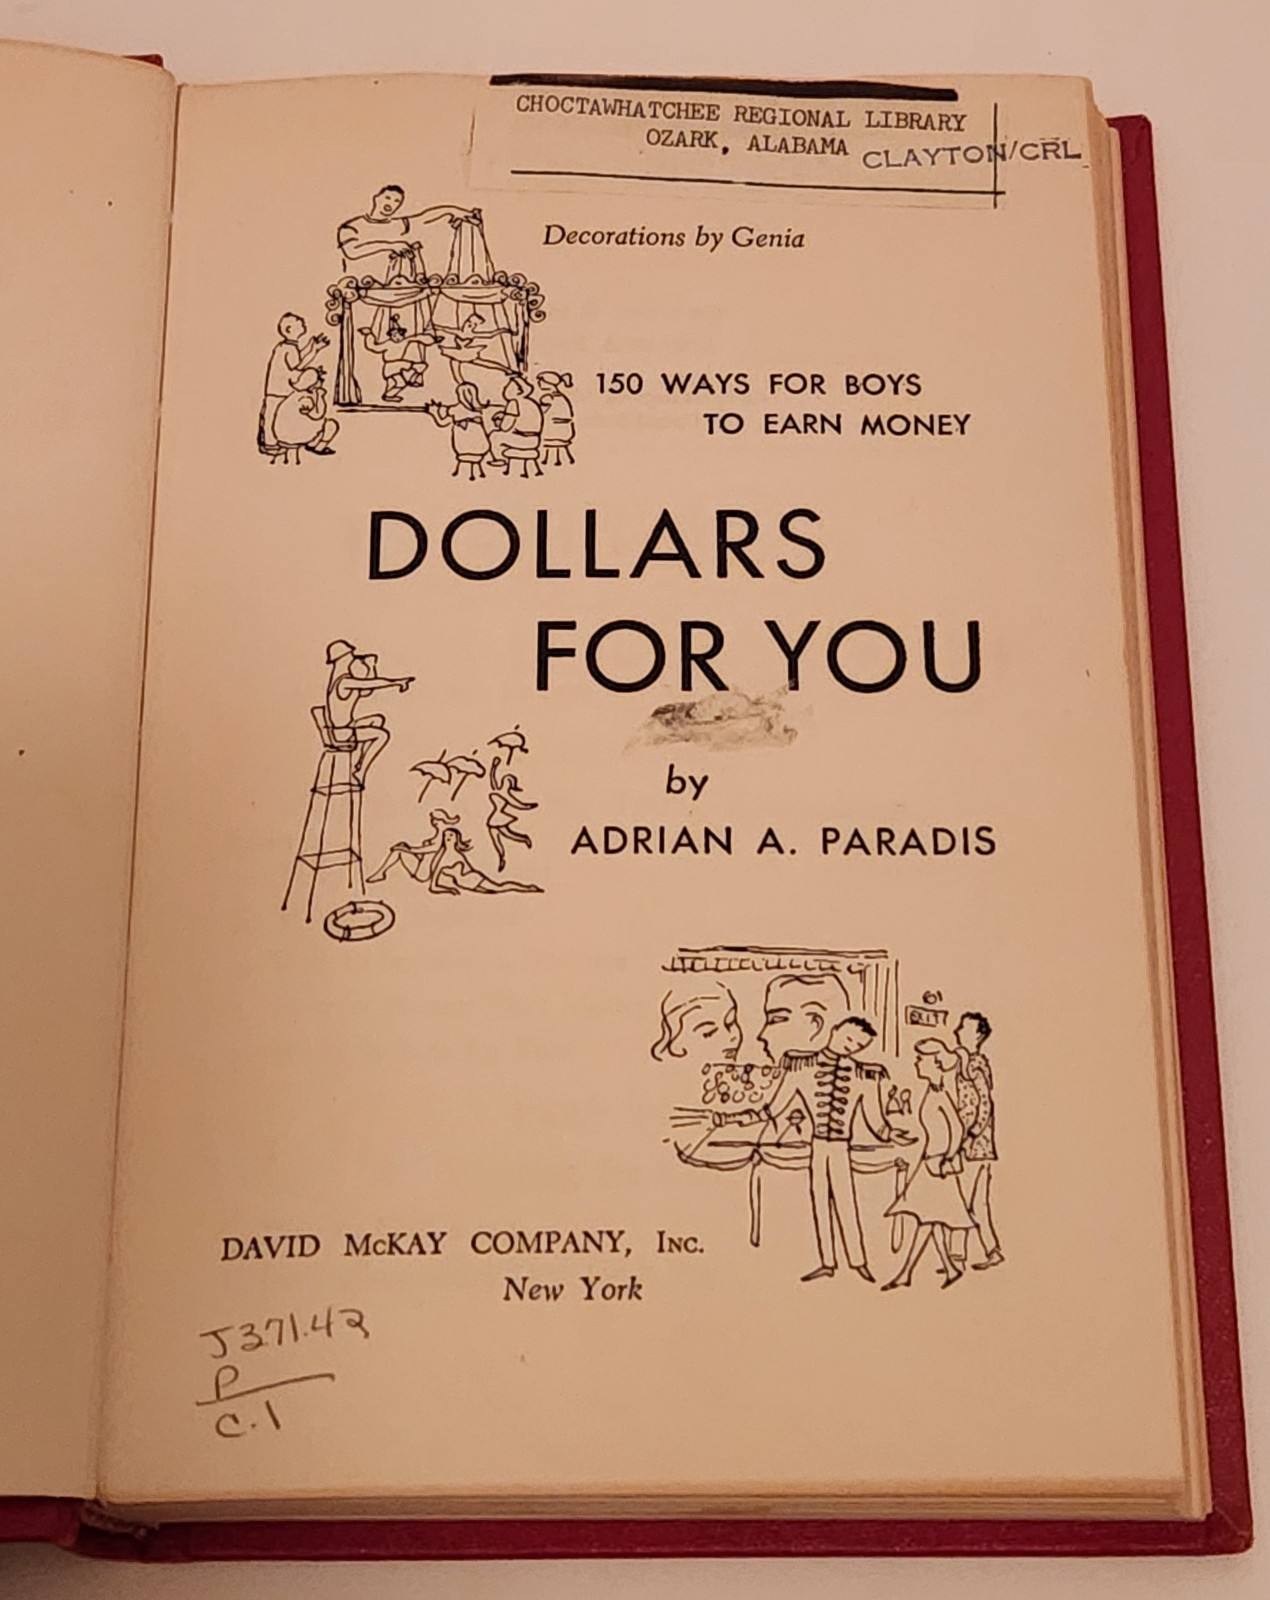 CHOCTAWHATCHEE REGIONAL LIBRARY
OZARK, ALABAMA CLAYTON/CRL
Decorations by Genia
150 WAYS FOR BOYS
TO EARN MONEY
DOLLARS
FOR YOU
by
ADRIAN A. PARADIS
EXIT
DAVID McKAY COMPANY, INC.
New York
J371.42
P
C.1